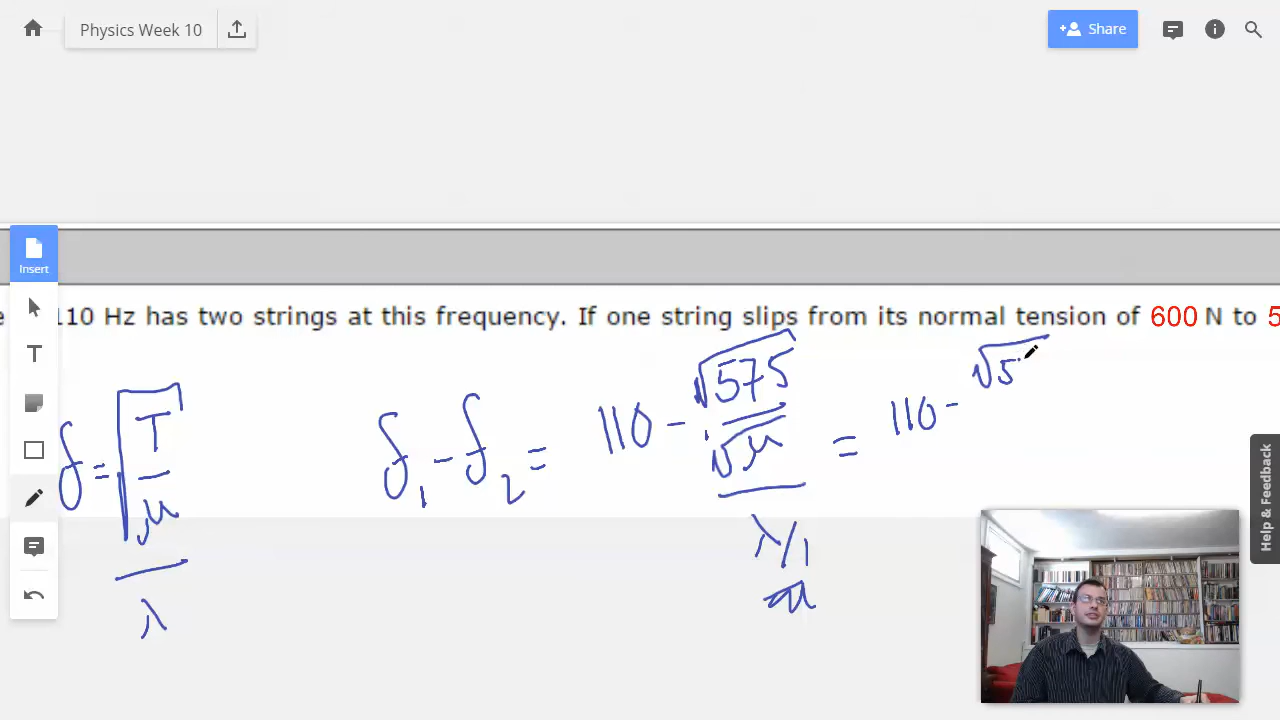 Physics Week 10
Share
Insert
110 Hz has two strings at this frequency. If one string slips from its normal tension of 600 N to 5
f = √(T/μ) / λ
f₁ - f₂ = 110 - (√575 / √μ) / (λ/1) = 110 - √5
T
Help & Feedback